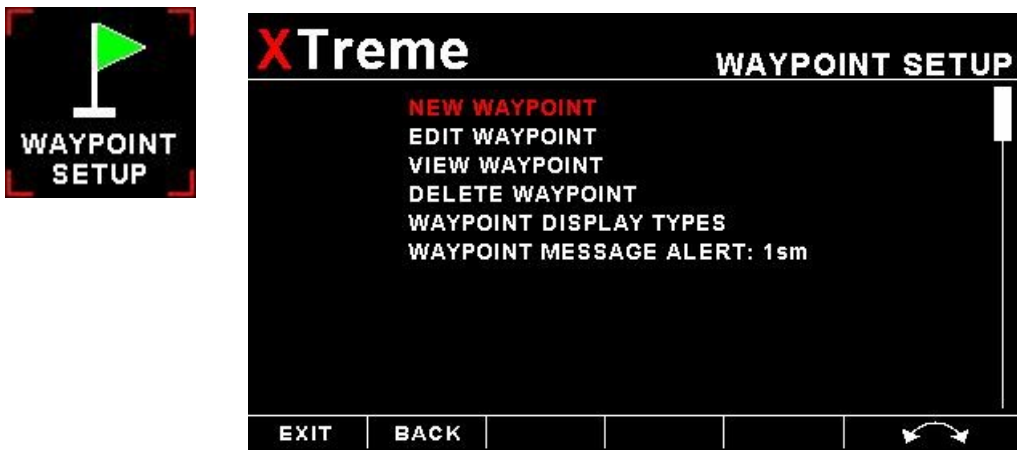 WAYPOINT
SETUP
XTreme
WAYPOINT SETUP
NEW WAYPOINT
EDIT WAYPOINT
VIEW WAYPOINT
DELETE WAYPOINT
WAYPOINT DISPLAY TYPES
WAYPOINT MESSAGE ALERT: 1sm
EXIT BACK